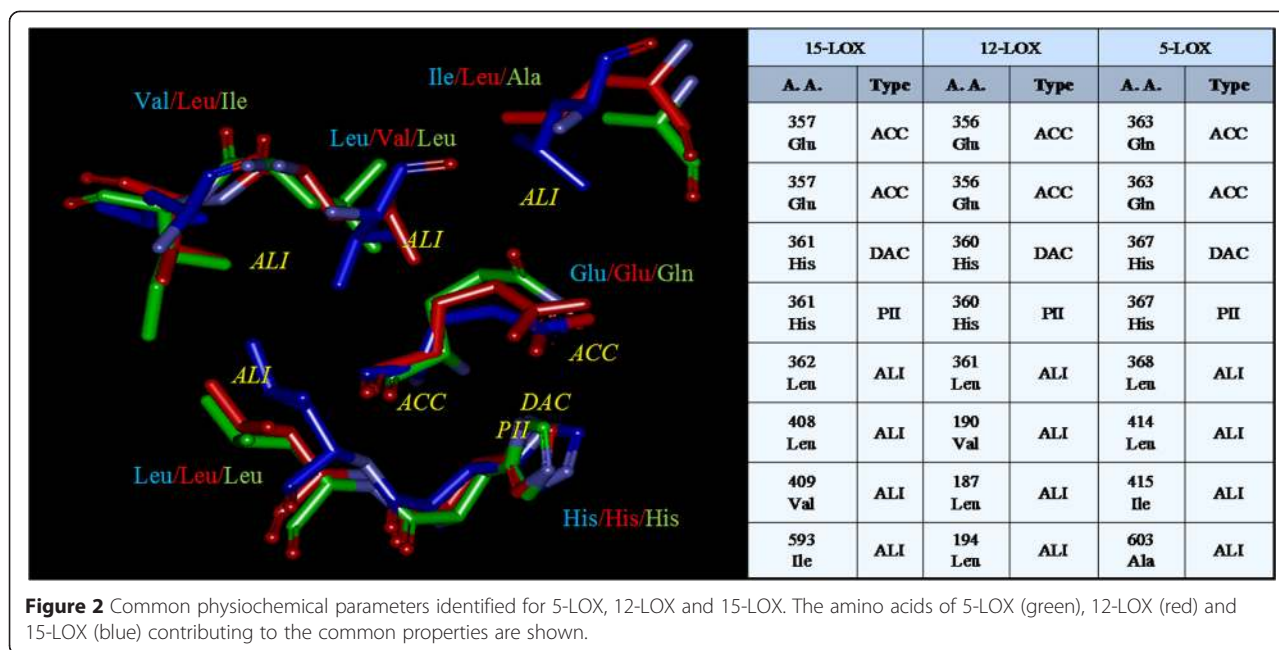 Ile/Leu/Ala
Val/Leu/Ile
Leu/Val/Leu
ALI
ALI
ALI
Glu/Glu/Gln
ACC
ALI
ACC
DAC
PII
Leu/Leu/Leu
His/His/His
15-LOX 12-LOX 5-LOX
A. A. Type A. A. Type A. A. Type
357 Glu ACC 356 Glu ACC 363 Gln ACC
357 Glu ACC 356 Glu ACC 363 Gln ACC
361 His DAC 360 His DAC 367 His DAC
361 His PII 360 His PII 367 His PII
362 Leu ALI 361 Leu ALI 368 Leu ALI
408 Leu ALI 190 Val ALI 414 Leu ALI
409 Val ALI 187 Leu ALI 415 Ile ALI
593 Ile ALI 194 Leu ALI 603 Ala ALI
Figure 2 Common physiochemical parameters identified for 5-LOX, 12-LOX and 15-LOX. The amino acids of 5-LOX (green), 12-LOX (red) and
15-LOX (blue) contributing to the common properties are shown.